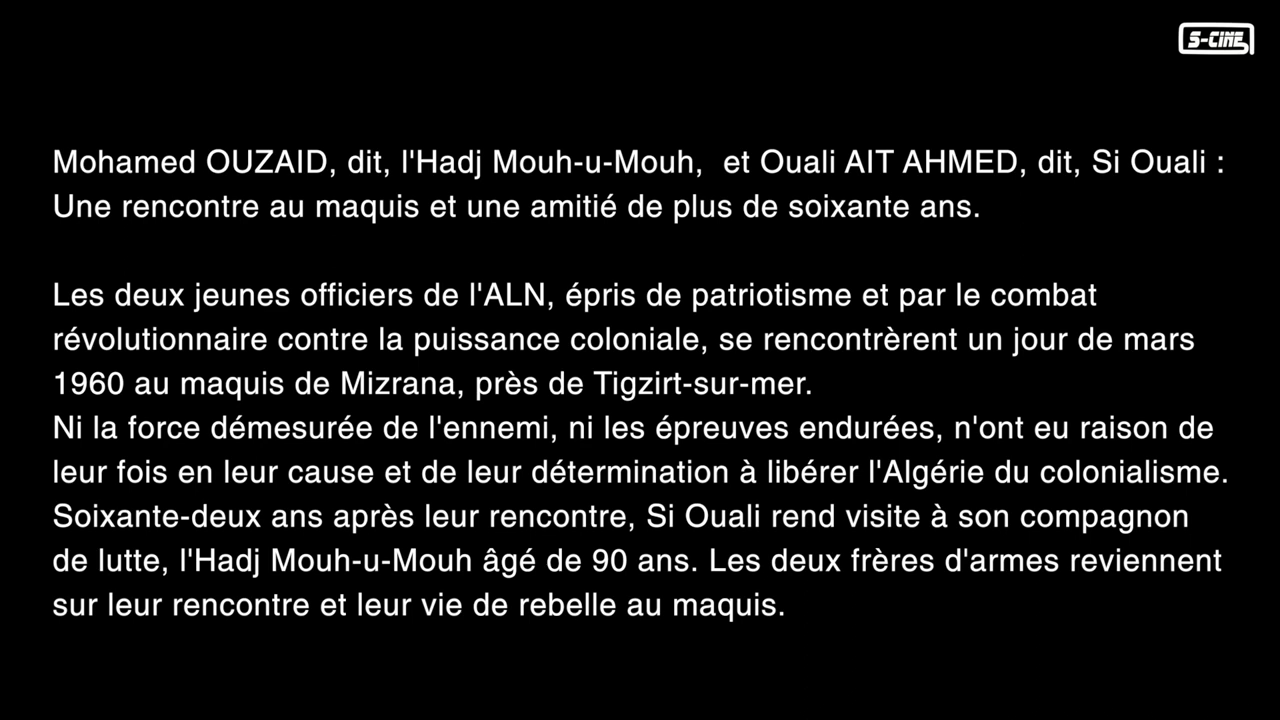 S-CINE
Mohamed OUZAID, dit, l'Hadj Mouh-u-Mouh,  et Ouali AIT AHMED, dit, Si Ouali :
Une rencontre au maquis et une amitié de plus de soixante ans.
Les deux jeunes officiers de l'ALN, épris de patriotisme et par le combat
révolutionnaire contre la puissance coloniale, se rencontrèrent un jour de mars
1960 au maquis de Mizrana, près de Tigzirt-sur-mer.
Ni la force démesurée de l'ennemi, ni les épreuves endurées, n'ont eu raison de
leur fois en leur cause et de leur détermination à libérer l'Algérie du colonialisme.
Soixante-deux ans après leur rencontre, Si Ouali rend visite à son compagnon
de lutte, l'Hadj Mouh-u-Mouh âgé de 90 ans. Les deux frères d'armes reviennent
sur leur rencontre et leur vie de rebelle au maquis.